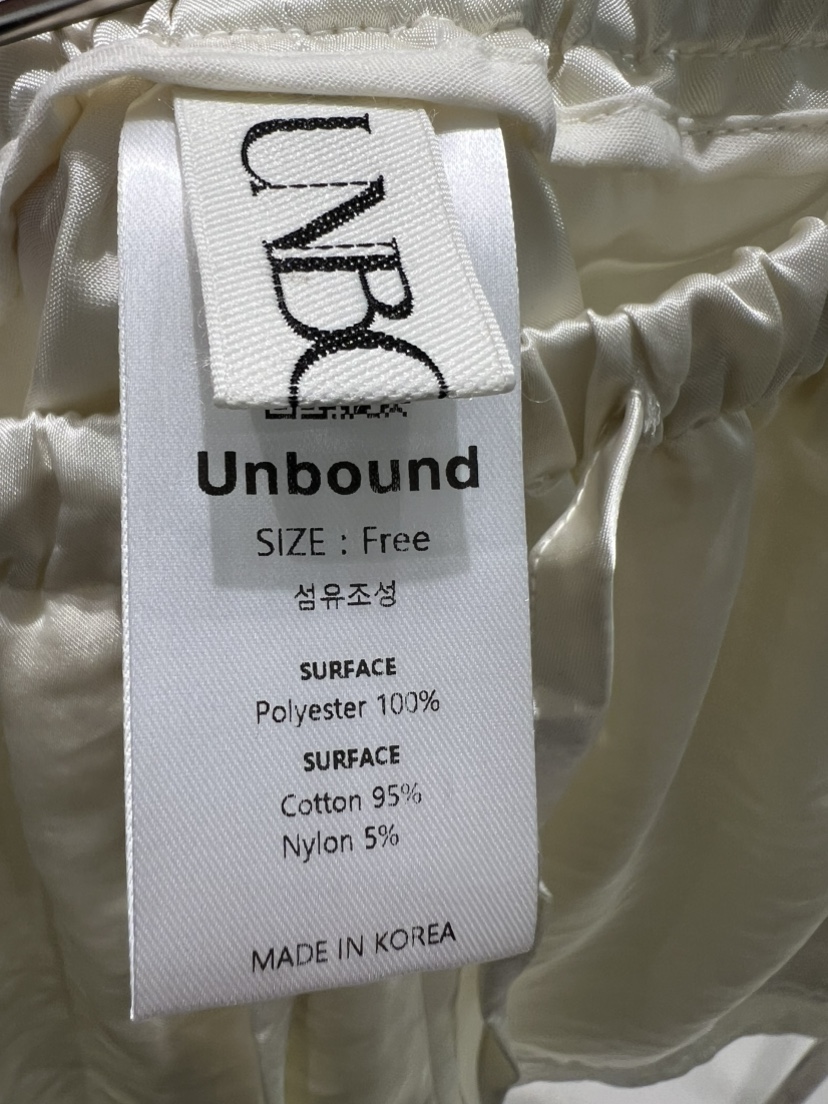 UNBO
Unbound
SIZE : Free
섬유조성
SURFACE
Polyester 100%
SURFACE
Cotton 95%
Nylon 5%
MADE IN KOREA